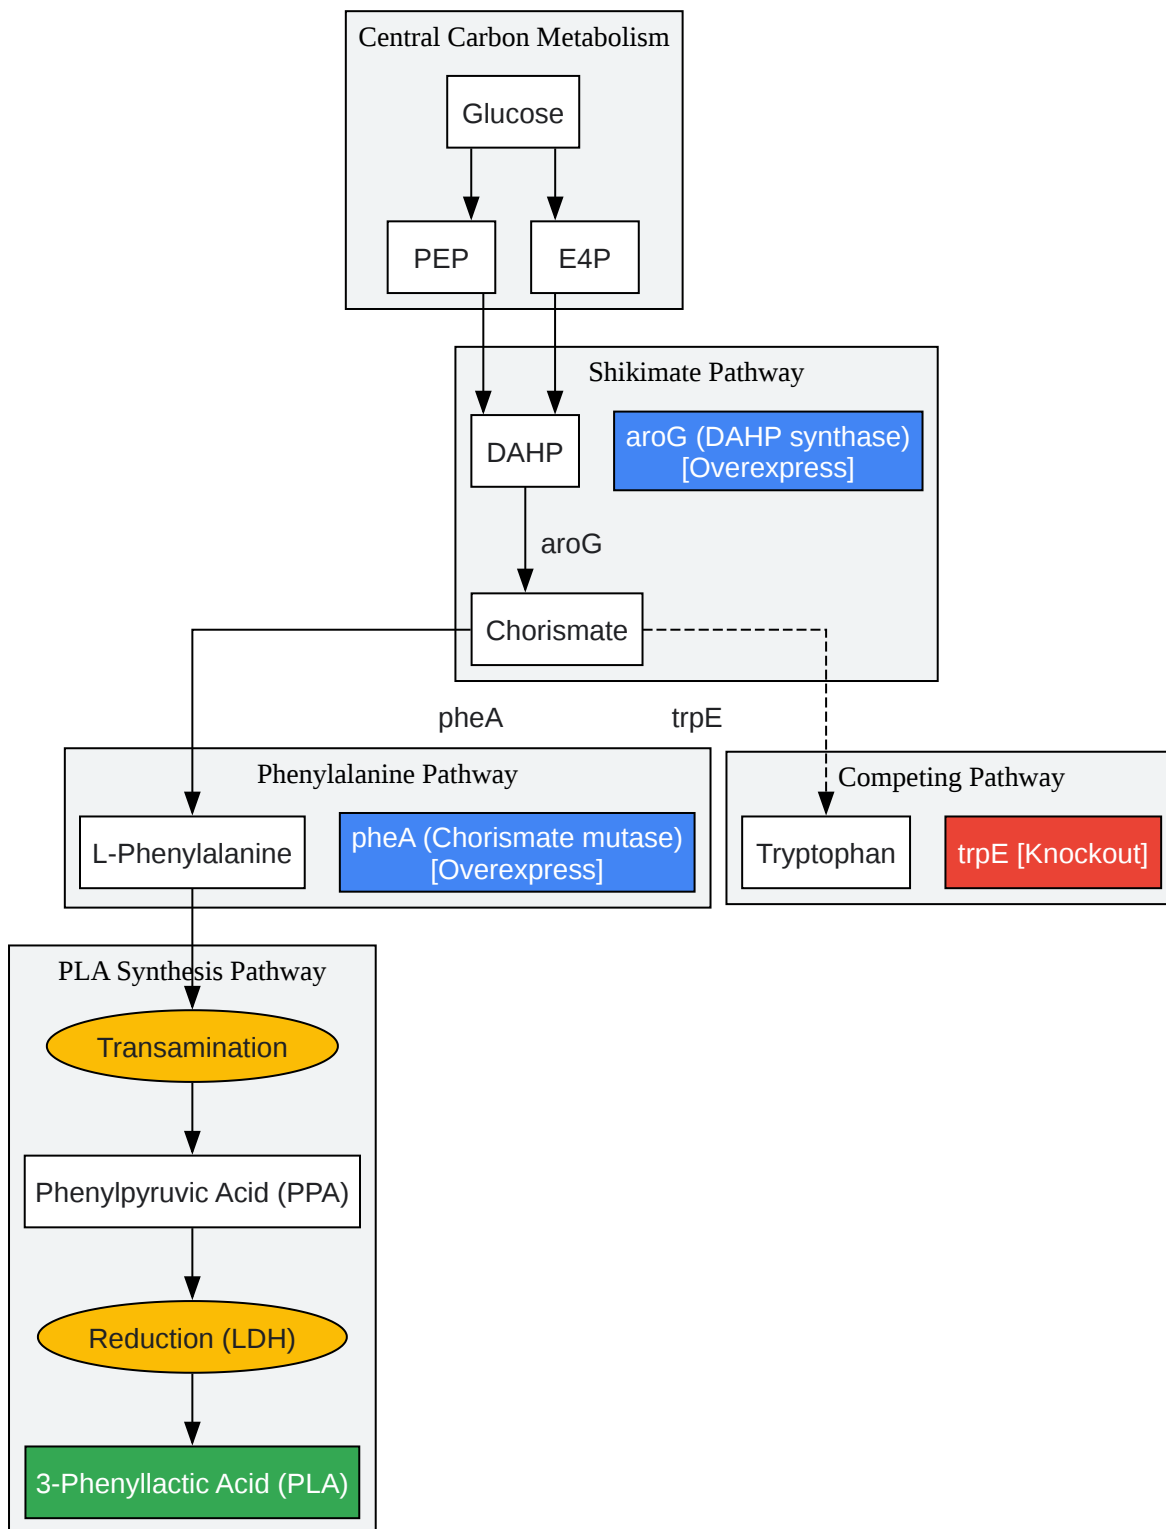 Central Carbon Metabolism
Glucose
PEP
E4P
Shikimate Pathway
DAHP
aroG (DAHP synthase)
[Overexpress]
aroG
Chorismate
pheA
trpE
Phenylalanine Pathway
L-Phenylalanine
pheA (Chorismate mutase)
[Overexpress]
Competing Pathway
Tryptophan
trpE [Knockout]
PLA Synthesis Pathway
Transamination
Phenylpyruvic Acid (PPA)
Reduction (LDH)
3-Phenyllactic Acid (PLA)